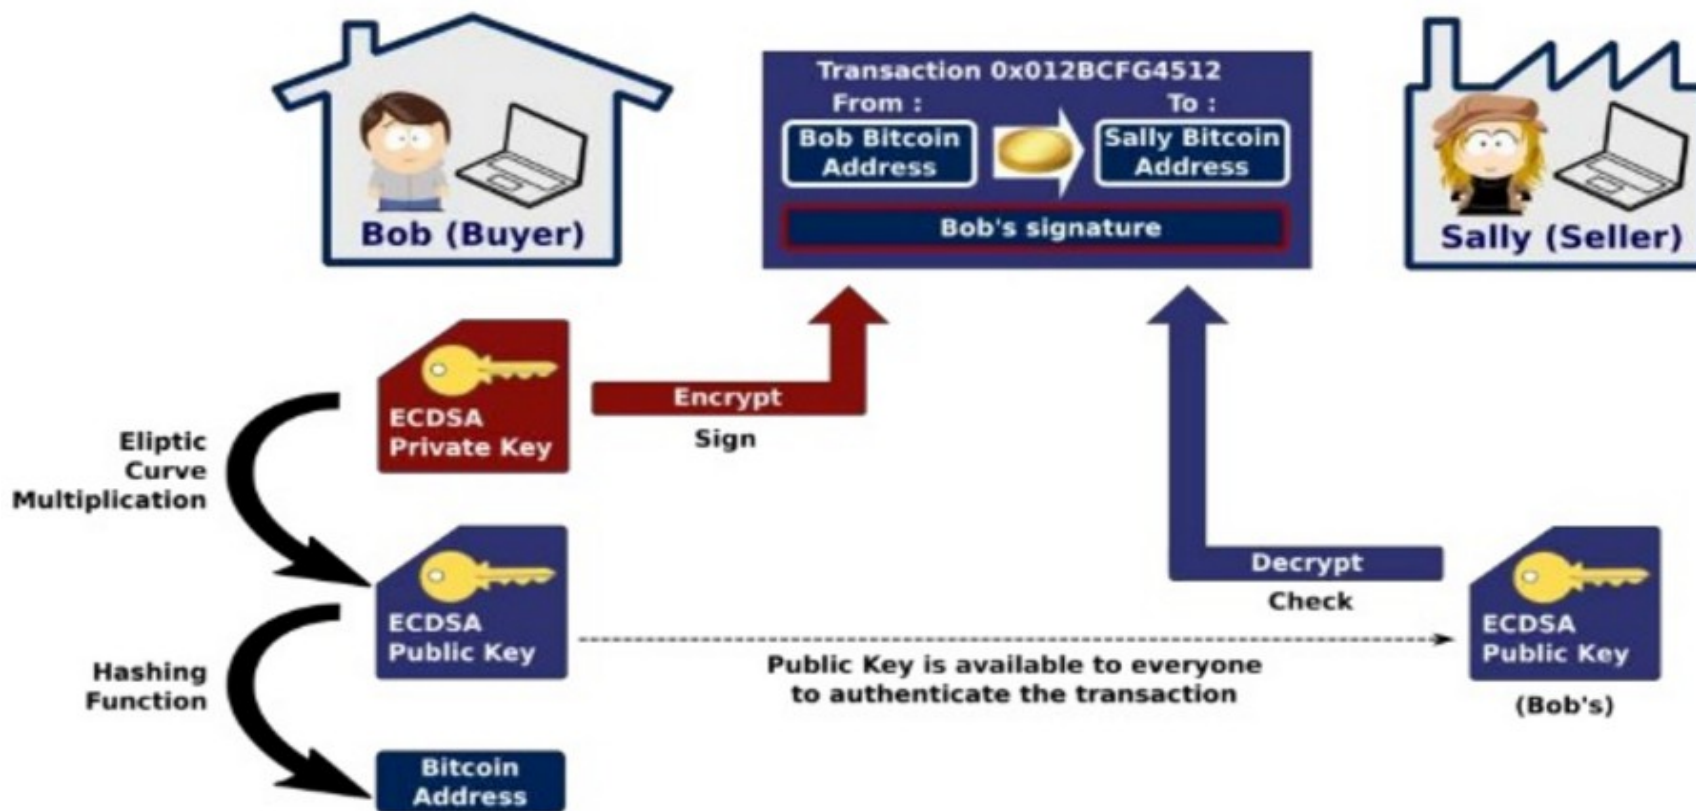 Transaction 0x012BCFG4512
From :
To :
Bob Bitcoin
Address
Sally Bitcoin
Address
Bob's signature
Bob (Buyer)
Sally (Seller)
ECDSA
Private Key
Encrypt
Sign
Eliptic
Curve
Multiplication
Decrypt
Check
ECDSA
Public Key
ECDSA
Public Key
(Bob's)
Public Key is available to everyone
to authenticate the transaction
Hashing
Function
Bitcoin
Address